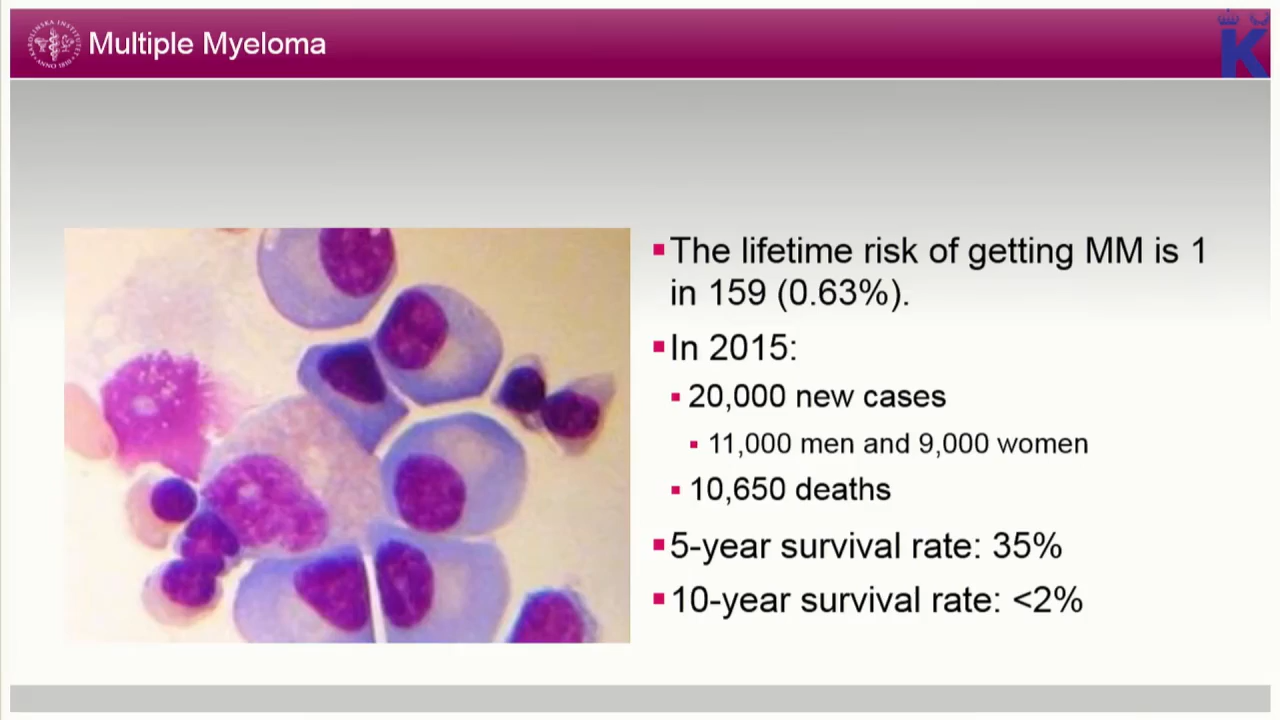 Multiple Myeloma
K
The lifetime risk of getting MM is 1
in 159 (0.63%).
In 2015:
20,000 new cases
11,000 men and 9,000 women
10,650 deaths
5-year survival rate: 35%
10-year survival rate: <2%